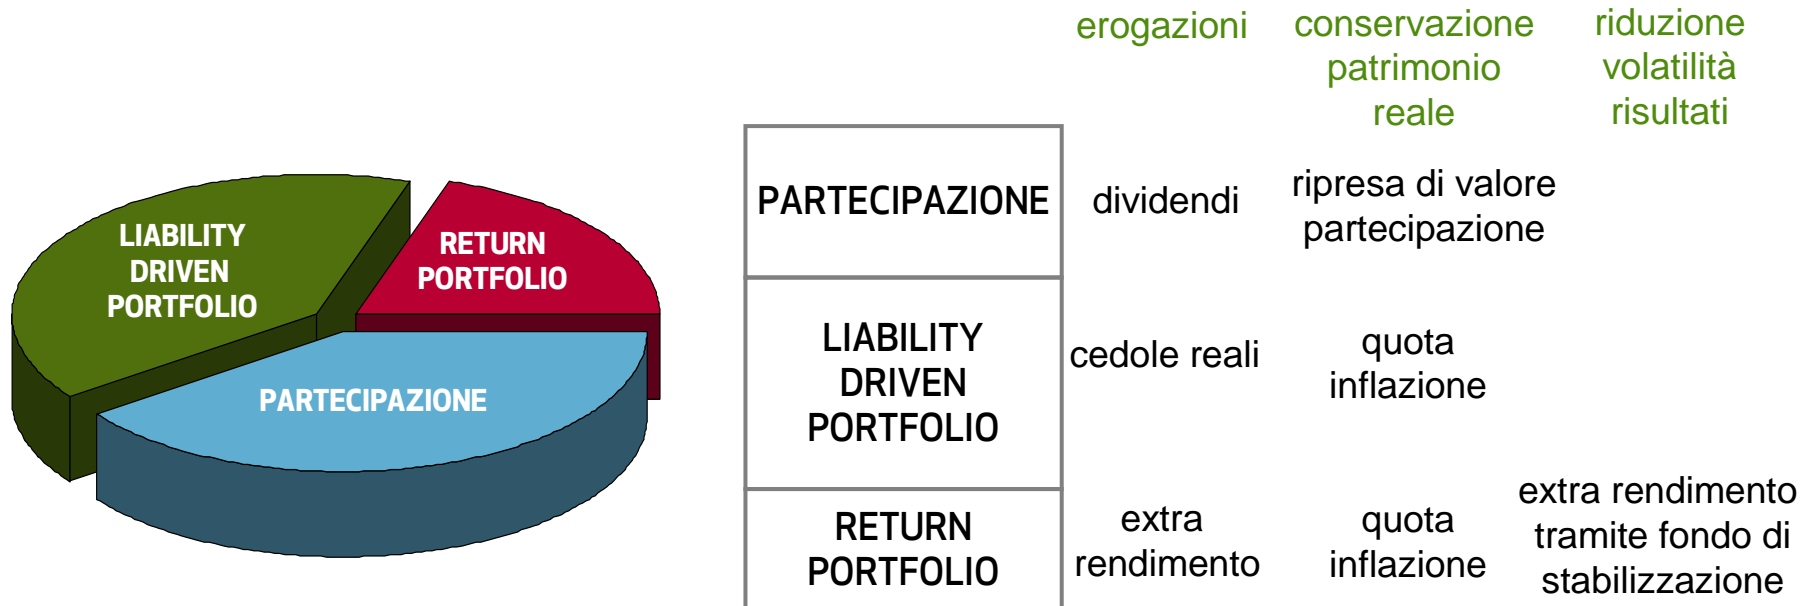 LIABILITY
DRIVEN
PORTFOLIO
RETURN
PORTFOLIO
PARTECIPAZIONE
erogazioni
conservazione
patrimonio
reale
riduzione
volatilità
risultati
PARTECIPAZIONE
dividendi
ripresa di valore
partecipazione
LIABILITY
DRIVEN
PORTFOLIO
cedole reali
quota
inflazione
RETURN
PORTFOLIO
extra
rendimento
quota
inflazione
extra rendimento
tramite fondo di
stabilizzazione